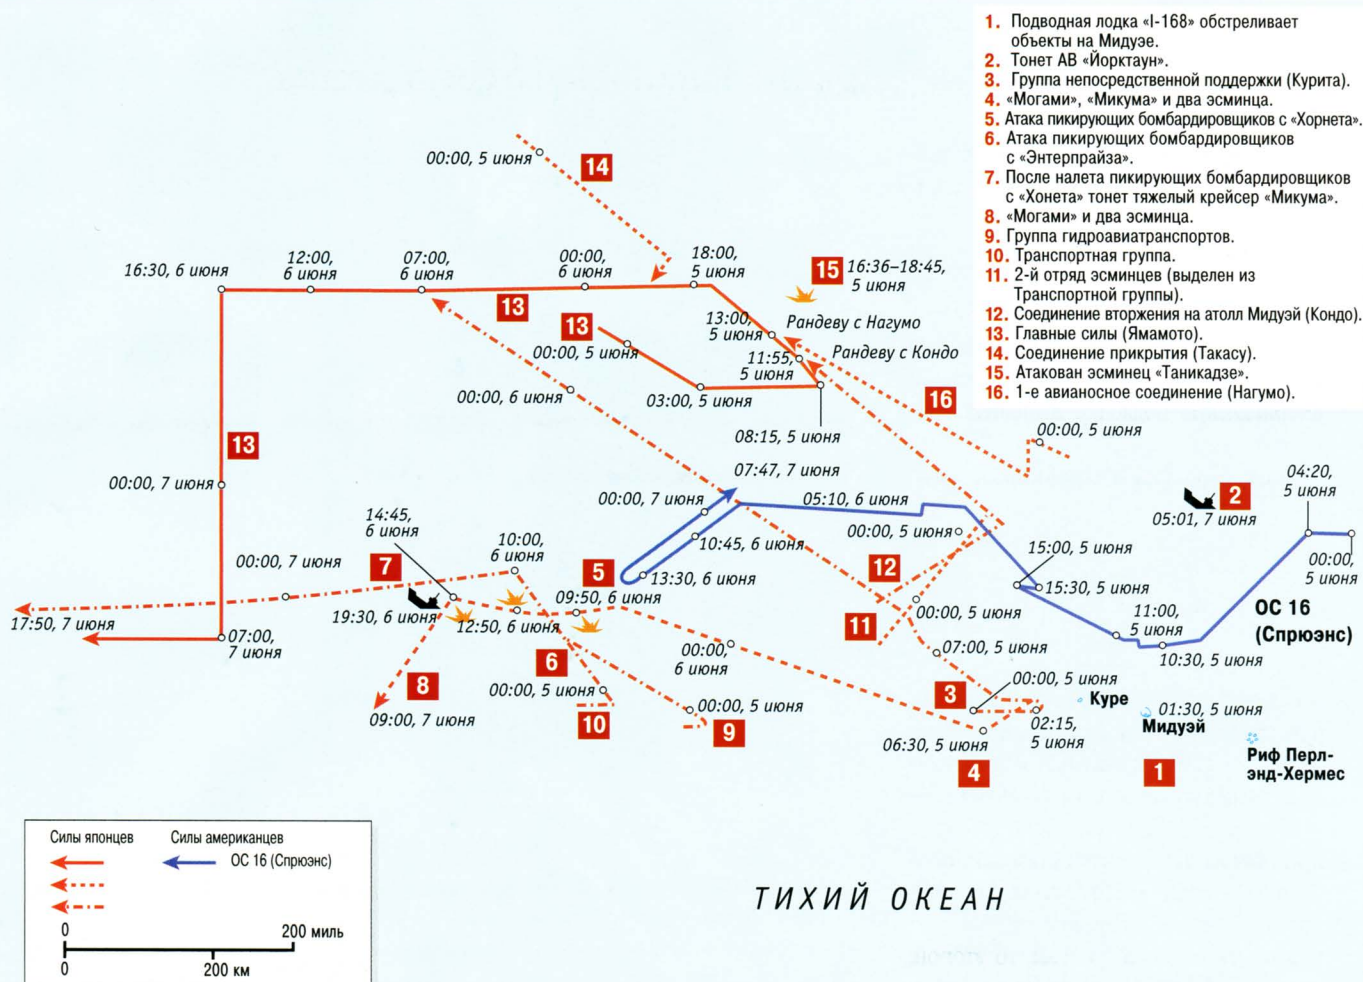 1. Подводная лодка «I-168» обстреливает
объекты на Мидуэе.
2. Тонет АВ «Йорктаун».
3. Группа непосредственной поддержки (Курита).
4. «Могами», «Микума» и два эсминца.
5. Атака пикирующих бомбардировщиков с «Хорнета».
6. Атака пикирующих бомбардировщиков
с «Энтерпрайза».
7. После налета пикирующих бомбардировщиков
с «Хонета» тонет тяжелый крейсер «Микума».
8. «Могами» и два эсминца.
9. Группа гидроавиатранспортов.
10. Транспортная группа.
11. 2-й отряд эсминцев (выделен из
Транспортной группы).
12. Соединение вторжения на атолл Мидуэй (Кондо).
13. Главные силы (Ямамото).
14. Соединение прикрытия (Такасу).
15. Атакован эсминец «Таникадзе».
16. 1-е авианосное соединение (Нагумо).
00:00, 5 июня
14
16:30, 6 июня
12:00,
6 июня
07:00,
6 июня
00:00,
6 июня
18:00,
5 июня
15
16:36–18:45,
5 июня
13
13
13:00,
5 июня
Рандеву с Нагумо
00:00, 5 июня
11:55,
5 июня
Рандеву с Кондо
00:00, 6 июня
03:00, 5 июня
16
08:15, 5 июня
00:00, 5 июня
13
07:47, 7 июня
04:20,
5 июня
00:00, 7 июня
00:00, 7 июня
05:10, 6 июня
2
05:01, 7 июня
14:45,
6 июня
00:00, 5 июня
10:45, 6 июня
10:00,
6 июня
00:00, 7 июня
7
5
13:30, 6 июня
12
15:00, 5 июня
15:30, 5 июня
00:00,
5 июня
09:50, 6 июня
00:00, 5 июня
ОС 16
(Спрюэнс)
17:50, 7 июня
19:30, 6 июня
12:50, 6 июня
11
11:00,
5 июня
07:00,
7 июня
00:00,
6 июня
07:00, 5 июня
10:30, 5 июня
6
8
00:00, 5 июня
3
00:00, 5 июня
Куре
09:00, 7 июня
10
00:00, 5 июня
9
02:15,
5 июня
01:30, 5 июня
Мидуэй
06:30, 5 июня
4
1
Риф Перл-
энд-Хермес
Силы японцев
Силы американцев
ОС 16 (Спрюэнс)
0
200 миль
0
200 км
ТИХИЙ ОКЕАН